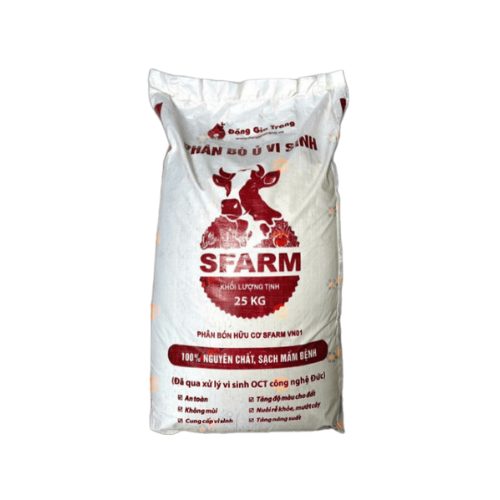 Đồng Gia Trang
PHÂN BÒ Ủ VI SINH
SFARM
KHỐI LƯỢNG TỊNH
25 KG
PHÂN BÓN HỮU CƠ SFARM VN01
100% NGUYÊN CHẤT, SẠCH MẦM BỆNH
(Đã qua xử lý vi sinh OCT công nghệ Đức)
An toàn
Không mùi
Cung cấp vi sinh
Tăng độ màu cho đất
Nuôi rễ khỏe, mướt cây
Tăng năng suất